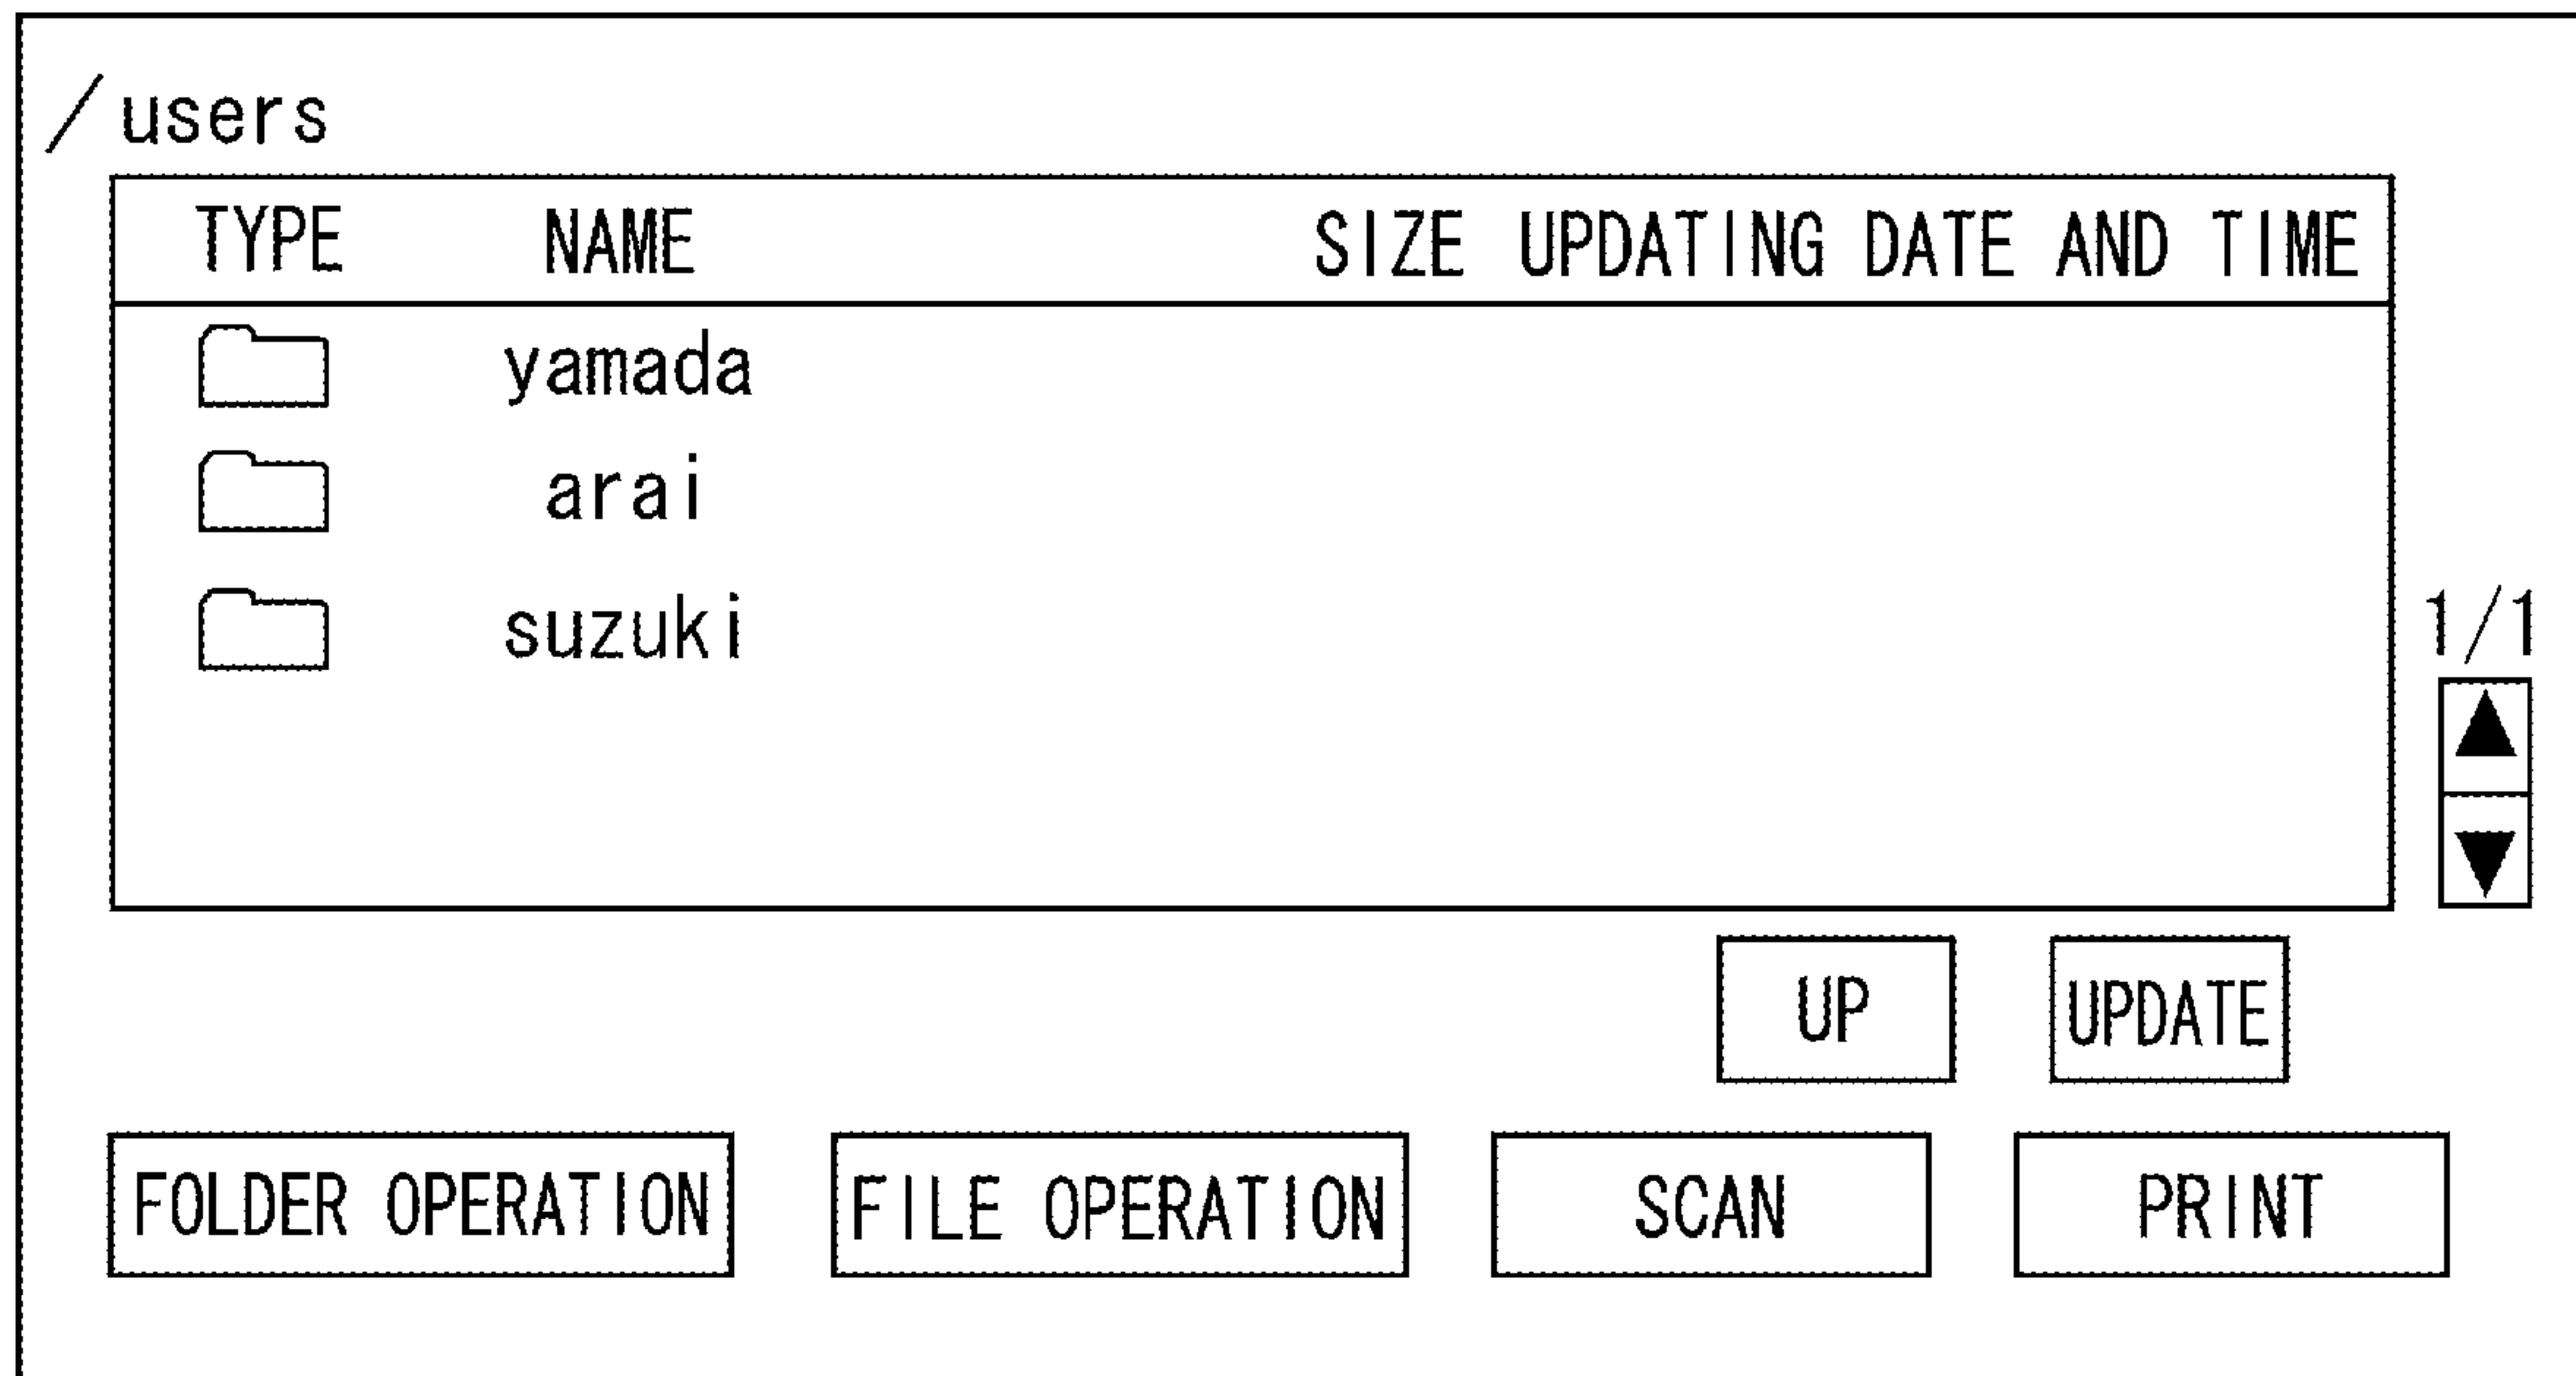 /users
TYPE NAME SIZE UPDATING DATE AND TIME
yamada
arai
suzuki
1/1
UP UPDATE
FOLDER OPERATION FILE OPERATION SCAN PRINT